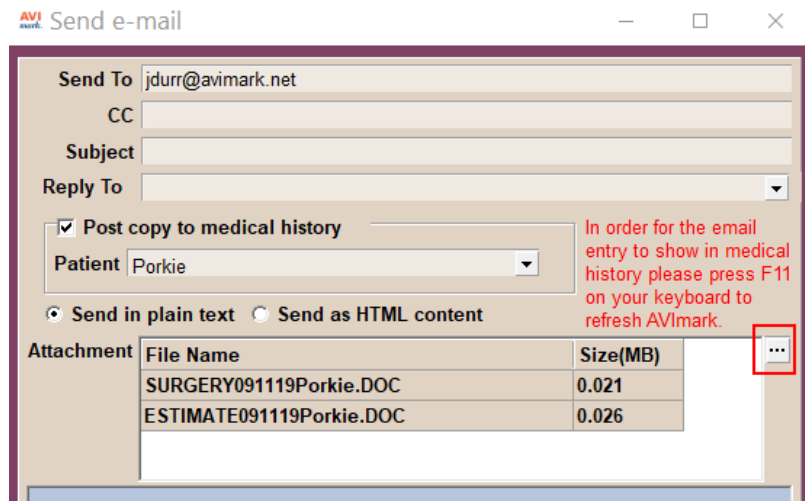 AVI mark Send e-mail
Send To jdurr@avimark.net
CC
Subject
Reply To
Post copy to medical history
Patient Porkie
In order for the email
entry to show in medical
history please press F11
on your keyboard to
refresh AVImark.
Send in plain text Send as HTML content
Attachment File Name Size(MB) ...
SURGERY091119Porkie.DOC 0.021
ESTIMATE091119Porkie.DOC 0.026